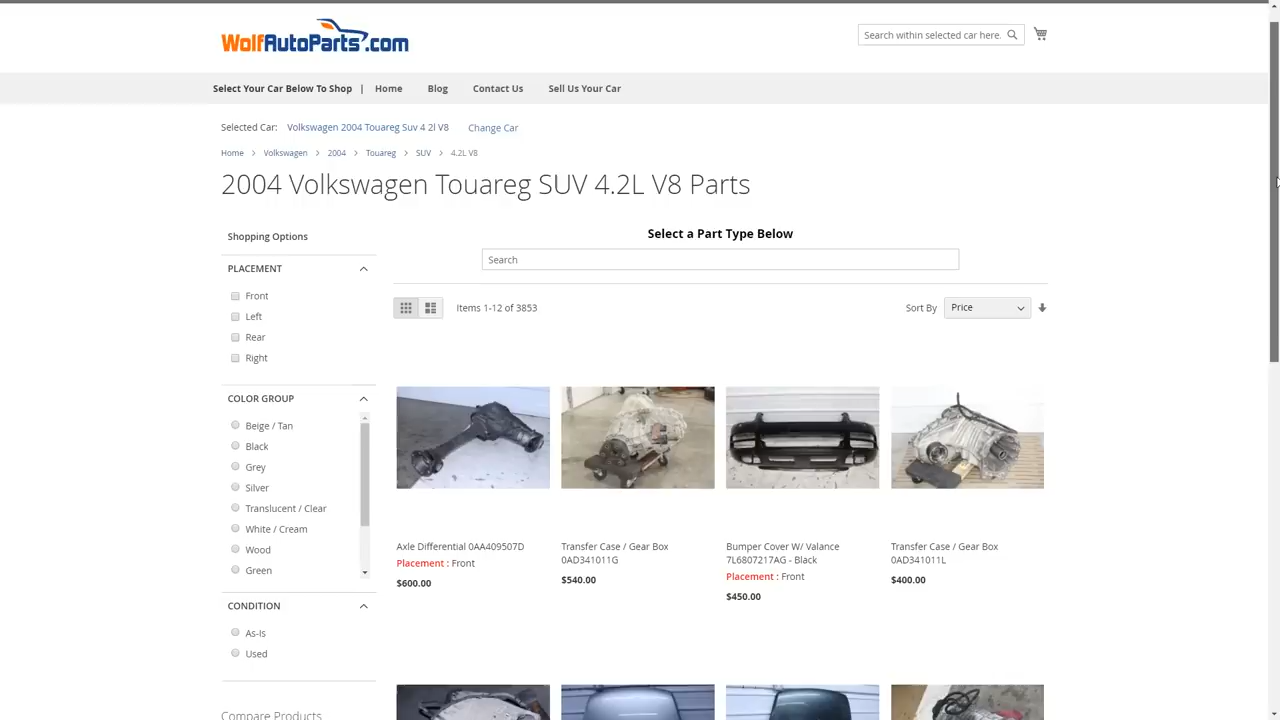 WolfAutoParts.com
Search within selected car here.
Select Your Car Below To Shop | Home Blog Contact Us Sell Us Your Car
Selected Car: Volkswagen 2004 Touareg Suv 4 2l V8 Change Car
Home > Volkswagen > 2004 > Touareg > SUV > 4.2L V8
2004 Volkswagen Touareg SUV 4.2L V8 Parts
Shopping Options
PLACEMENT
Front
Left
Rear
Right
COLOR GROUP
Beige / Tan
Black
Grey
Silver
Translucent / Clear
White / Cream
Wood
Green
CONDITION
As-Is
Used
Compare Products
Select a Part Type Below
Search
Items 1-12 of 3853
Sort By Price
Axle Differential 0AA409507D
Placement : Front
$600.00
Transfer Case / Gear Box
0AD341011G
$540.00
Bumper Cover W/ Valance
7L6807217AG - Black
Placement : Front
$450.00
Transfer Case / Gear Box
0AD341011L
$400.00